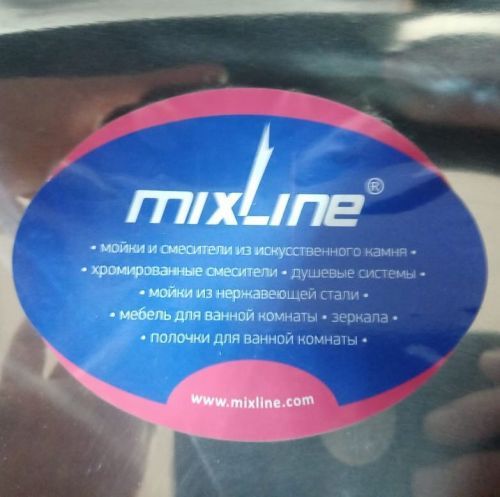 mixLine®
• мойки и смесители из искусственного камня •
• хромированные смесители • душевые системы •
• мойки из нержавеющей стали •
• мебель для ванной комнаты • зеркала •
• полочки для ванной комнаты •
www.mixline.com